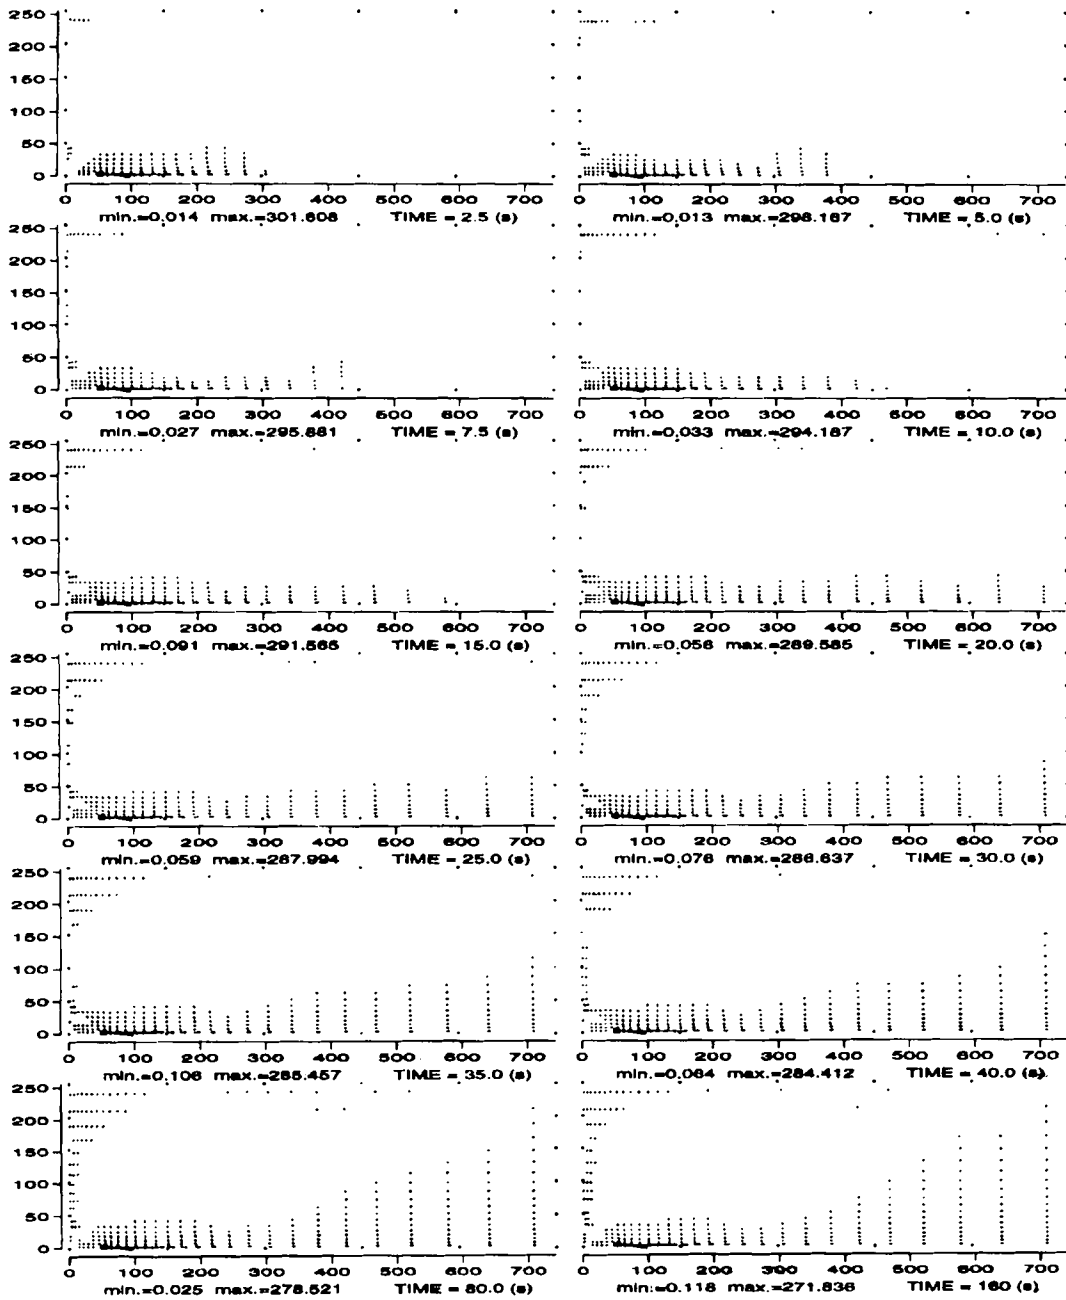 250
200
150
100
50
0
0 100 200 300 400 500 600 700
0 100 200 300 400 500 600 700
min.=0.014 max.=301.608 TIME = 2.5 (s)
min.=0.013 max.=298.187 TIME = 5.0 (s)
250
200
150
100
50
0
0 100 200 300 400 500 600 700
0 100 200 300 400 500 600 700
min.=0.027 max.=295.881 TIME = 7.5 (s)
min.=0.033 max.=294.187 TIME = 10.0 (s)
250
200
150
100
50
0
0 100 200 300 400 500 600 700
0 100 200 300 400 500 600 700
min.=0.091 max.=291.565 TIME = 15.0 (s)
min.=0.056 max.=289.585 TIME = 20.0 (s)
250
200
150
100
50
0
0 100 200 300 400 500 600 700
0 100 200 300 400 500 600 700
min.=0.059 max.=287.994 TIME = 25.0 (s)
min.=0.076 max.=286.637 TIME = 30.0 (s)
250
200
150
100
50
0
0 100 200 300 400 500 600 700
0 100 200 300 400 500 600 700
min.=0.106 max.=285.457 TIME = 35.0 (s)
min.=0.064 max.=284.412 TIME = 40.0 (s)
250
200
150
100
50
0
0 100 200 300 400 500 600 700
0 100 200 300 400 500 600 700
min.=0.025 max.=278.521 TIME = 80.0 (s)
min.=0.118 max.=271.836 TIME = 160 (s)